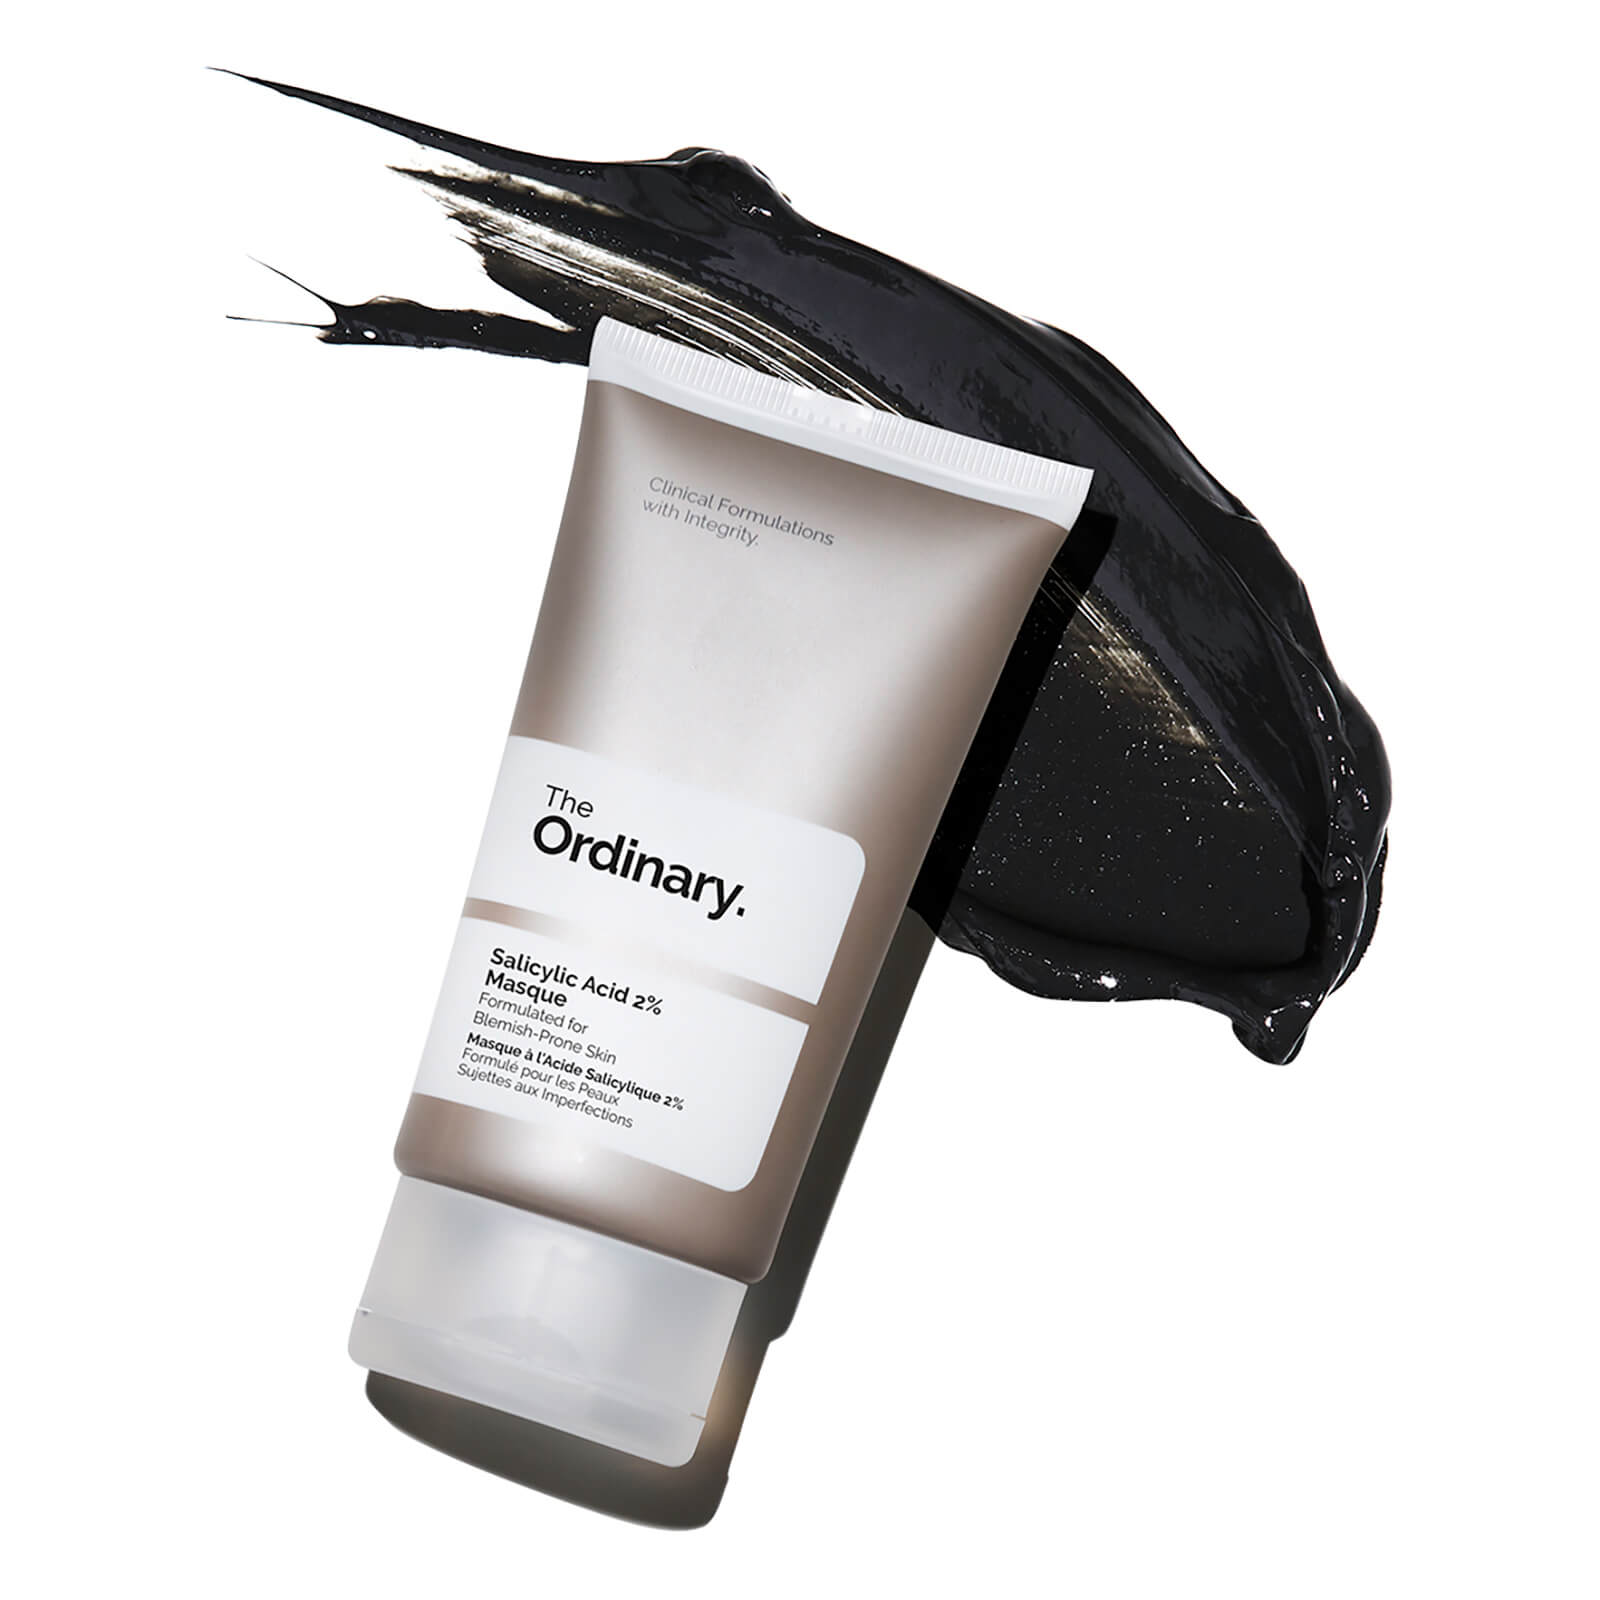 Clinical Formulations
with Integrity.
The
Ordinary.
Salicylic Acid 2%
Masque
Formulated for
Blemish-Prone Skin
Masque à l'Acide Salicylique 2%
Formulé pour les Peaux
Sujettes aux Imperfections